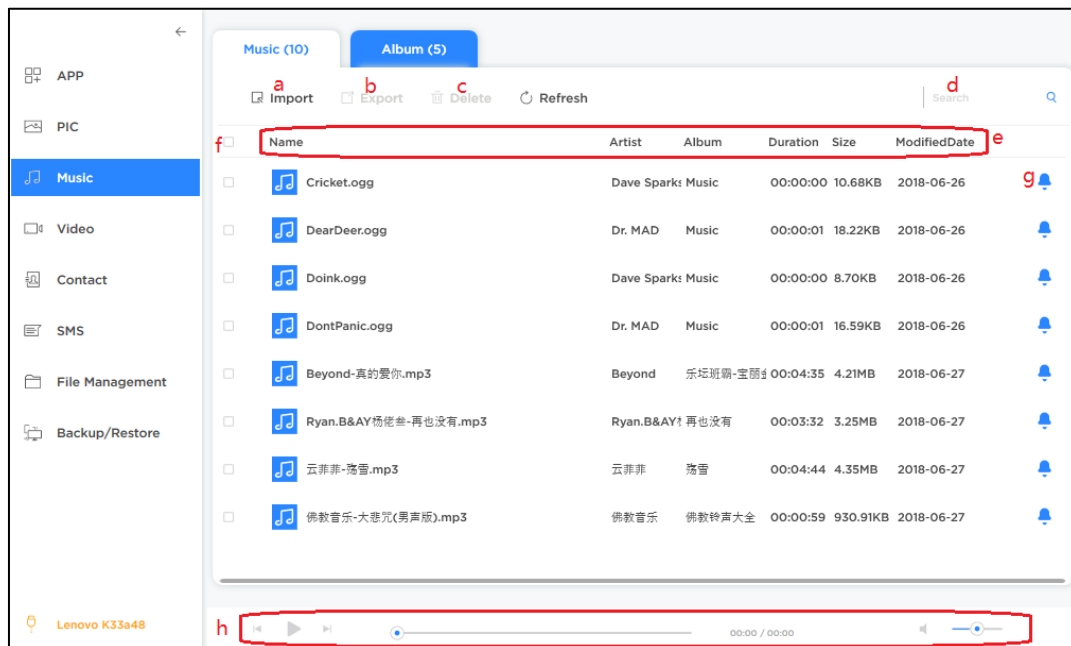 Music (10)
Album (5)
APP
a
b
c
d
Import
Export
Delete
Refresh
Search
PIC
f
Name
Artist
Album
Duration
Size
ModifiedDate
e
Music
Cricket.ogg
Dave Sparks
Music
00:00:00
10.68KB
2018-06-26
g
Video
DearDeer.ogg
Dr. MAD
Music
00:00:01
18.22KB
2018-06-26
Contact
Doink.ogg
Dave Sparks
Music
00:00:00
8.70KB
2018-06-26
SMS
DontPanic.ogg
Dr. MAD
Music
00:00:01
16.59KB
2018-06-26
File Management
Beyond-真的爱你.mp3
Beyond
乐坛班霸-宝丽
00:04:35
4.21MB
2018-06-27
Backup/Restore
Ryan.B&AY杨佬叁-再也没有.mp3
Ryan.B&AY
再也没有
00:03:32
3.25MB
2018-06-27
云菲菲-殇雪.mp3
云菲菲
殇雪
00:04:44
4.35MB
2018-06-27
佛教音乐-大悲咒(男声版).mp3
佛教音乐
佛教铃声大全
00:00:59
930.91KB
2018-06-27
Lenovo K33a48
h
00:00 / 00:00